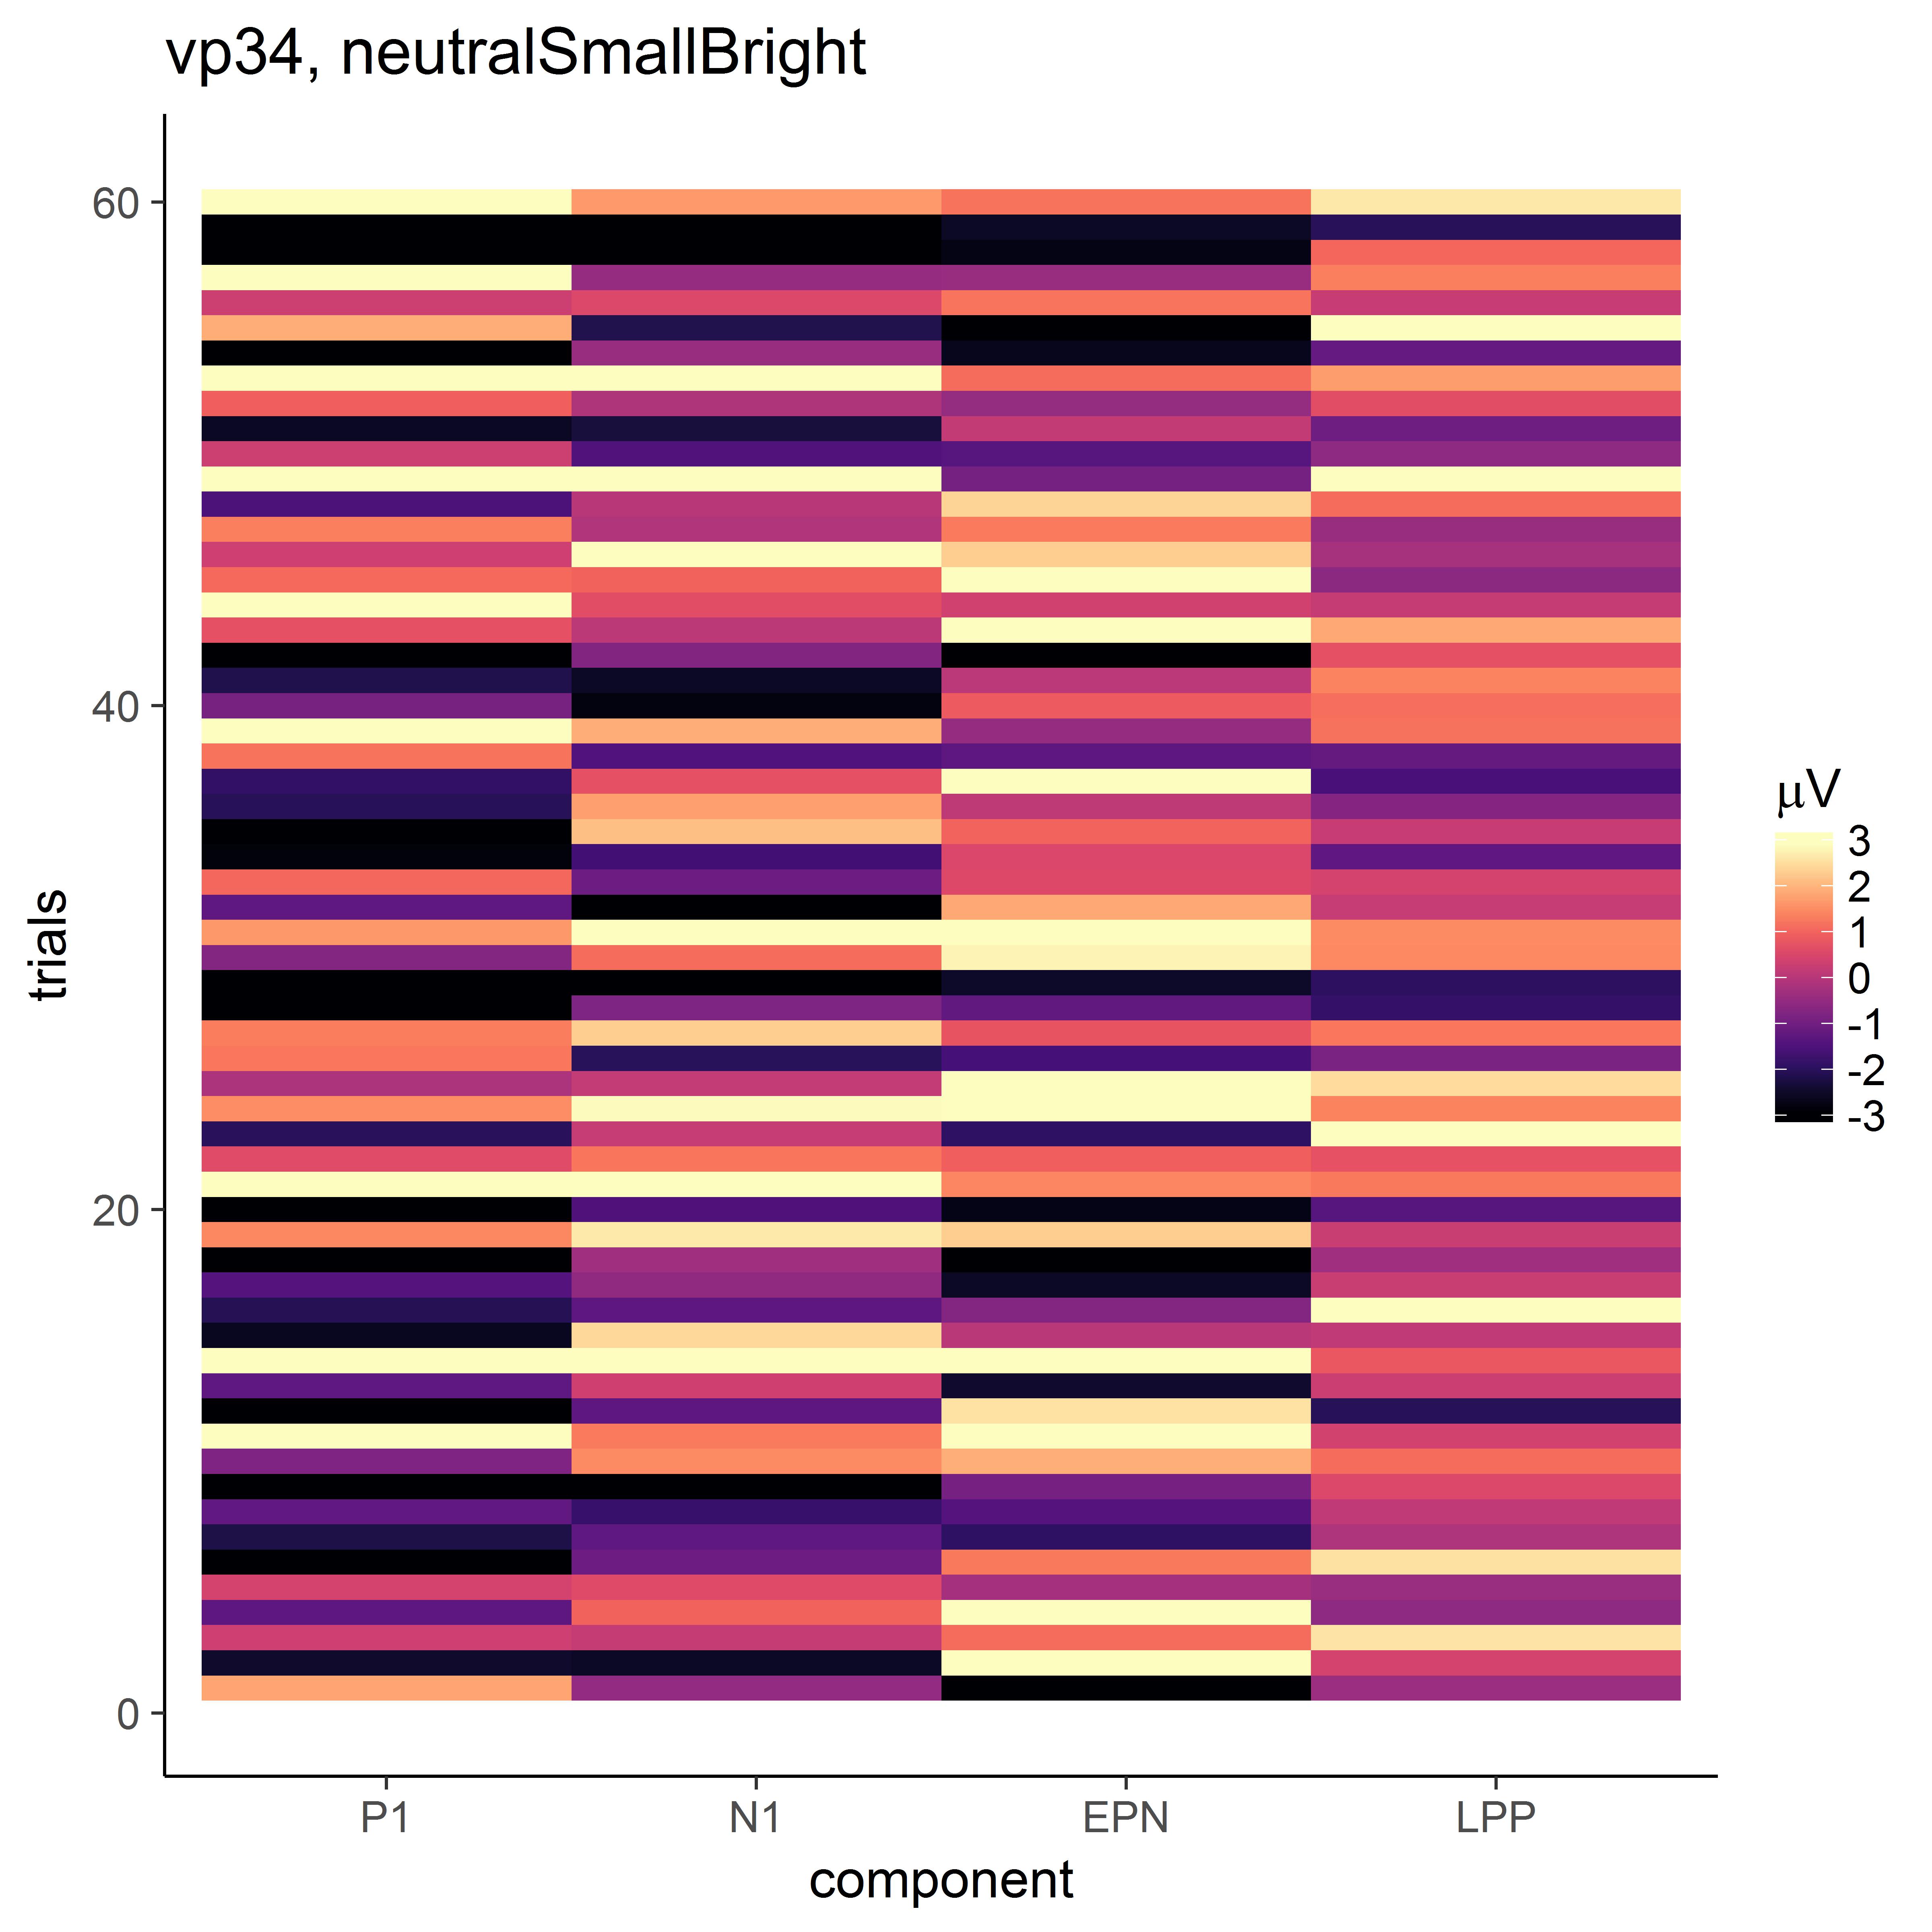 vp34, neutralSmallBright
60
40
20
0
trials
P1 N1 EPN LPP
component
μV
3
2
1
0
-1
-2
-3